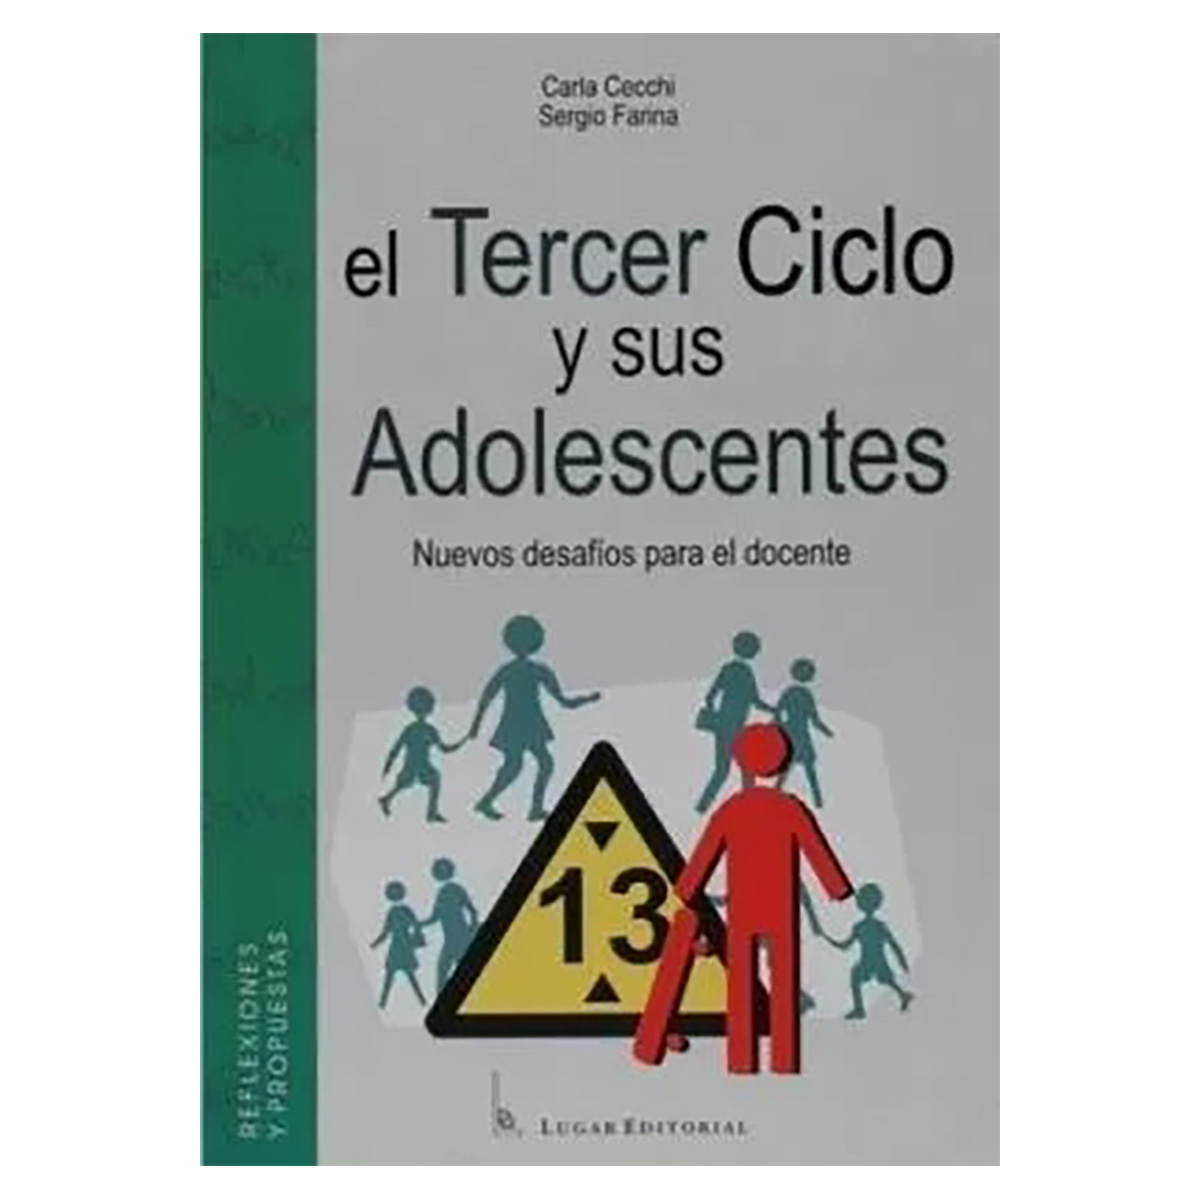 Carla Cecchi
Sergio Farina
el Tercer Ciclo
y sus
Adolescentes
Nuevos desafíos para el docente
13
REFLEXIONES
Y PROPUESTAS
LUGAR EDITORIAL